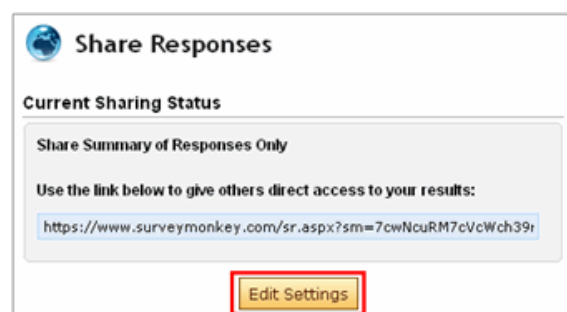 Share Responses
Current Sharing Status
Share Summary of Responses Only
Use the link below to give others direct access to your results:
https://www.surveymonkey.com/sr.aspx?sm=7cwNcuRM7cVcWch39r
Edit Settings